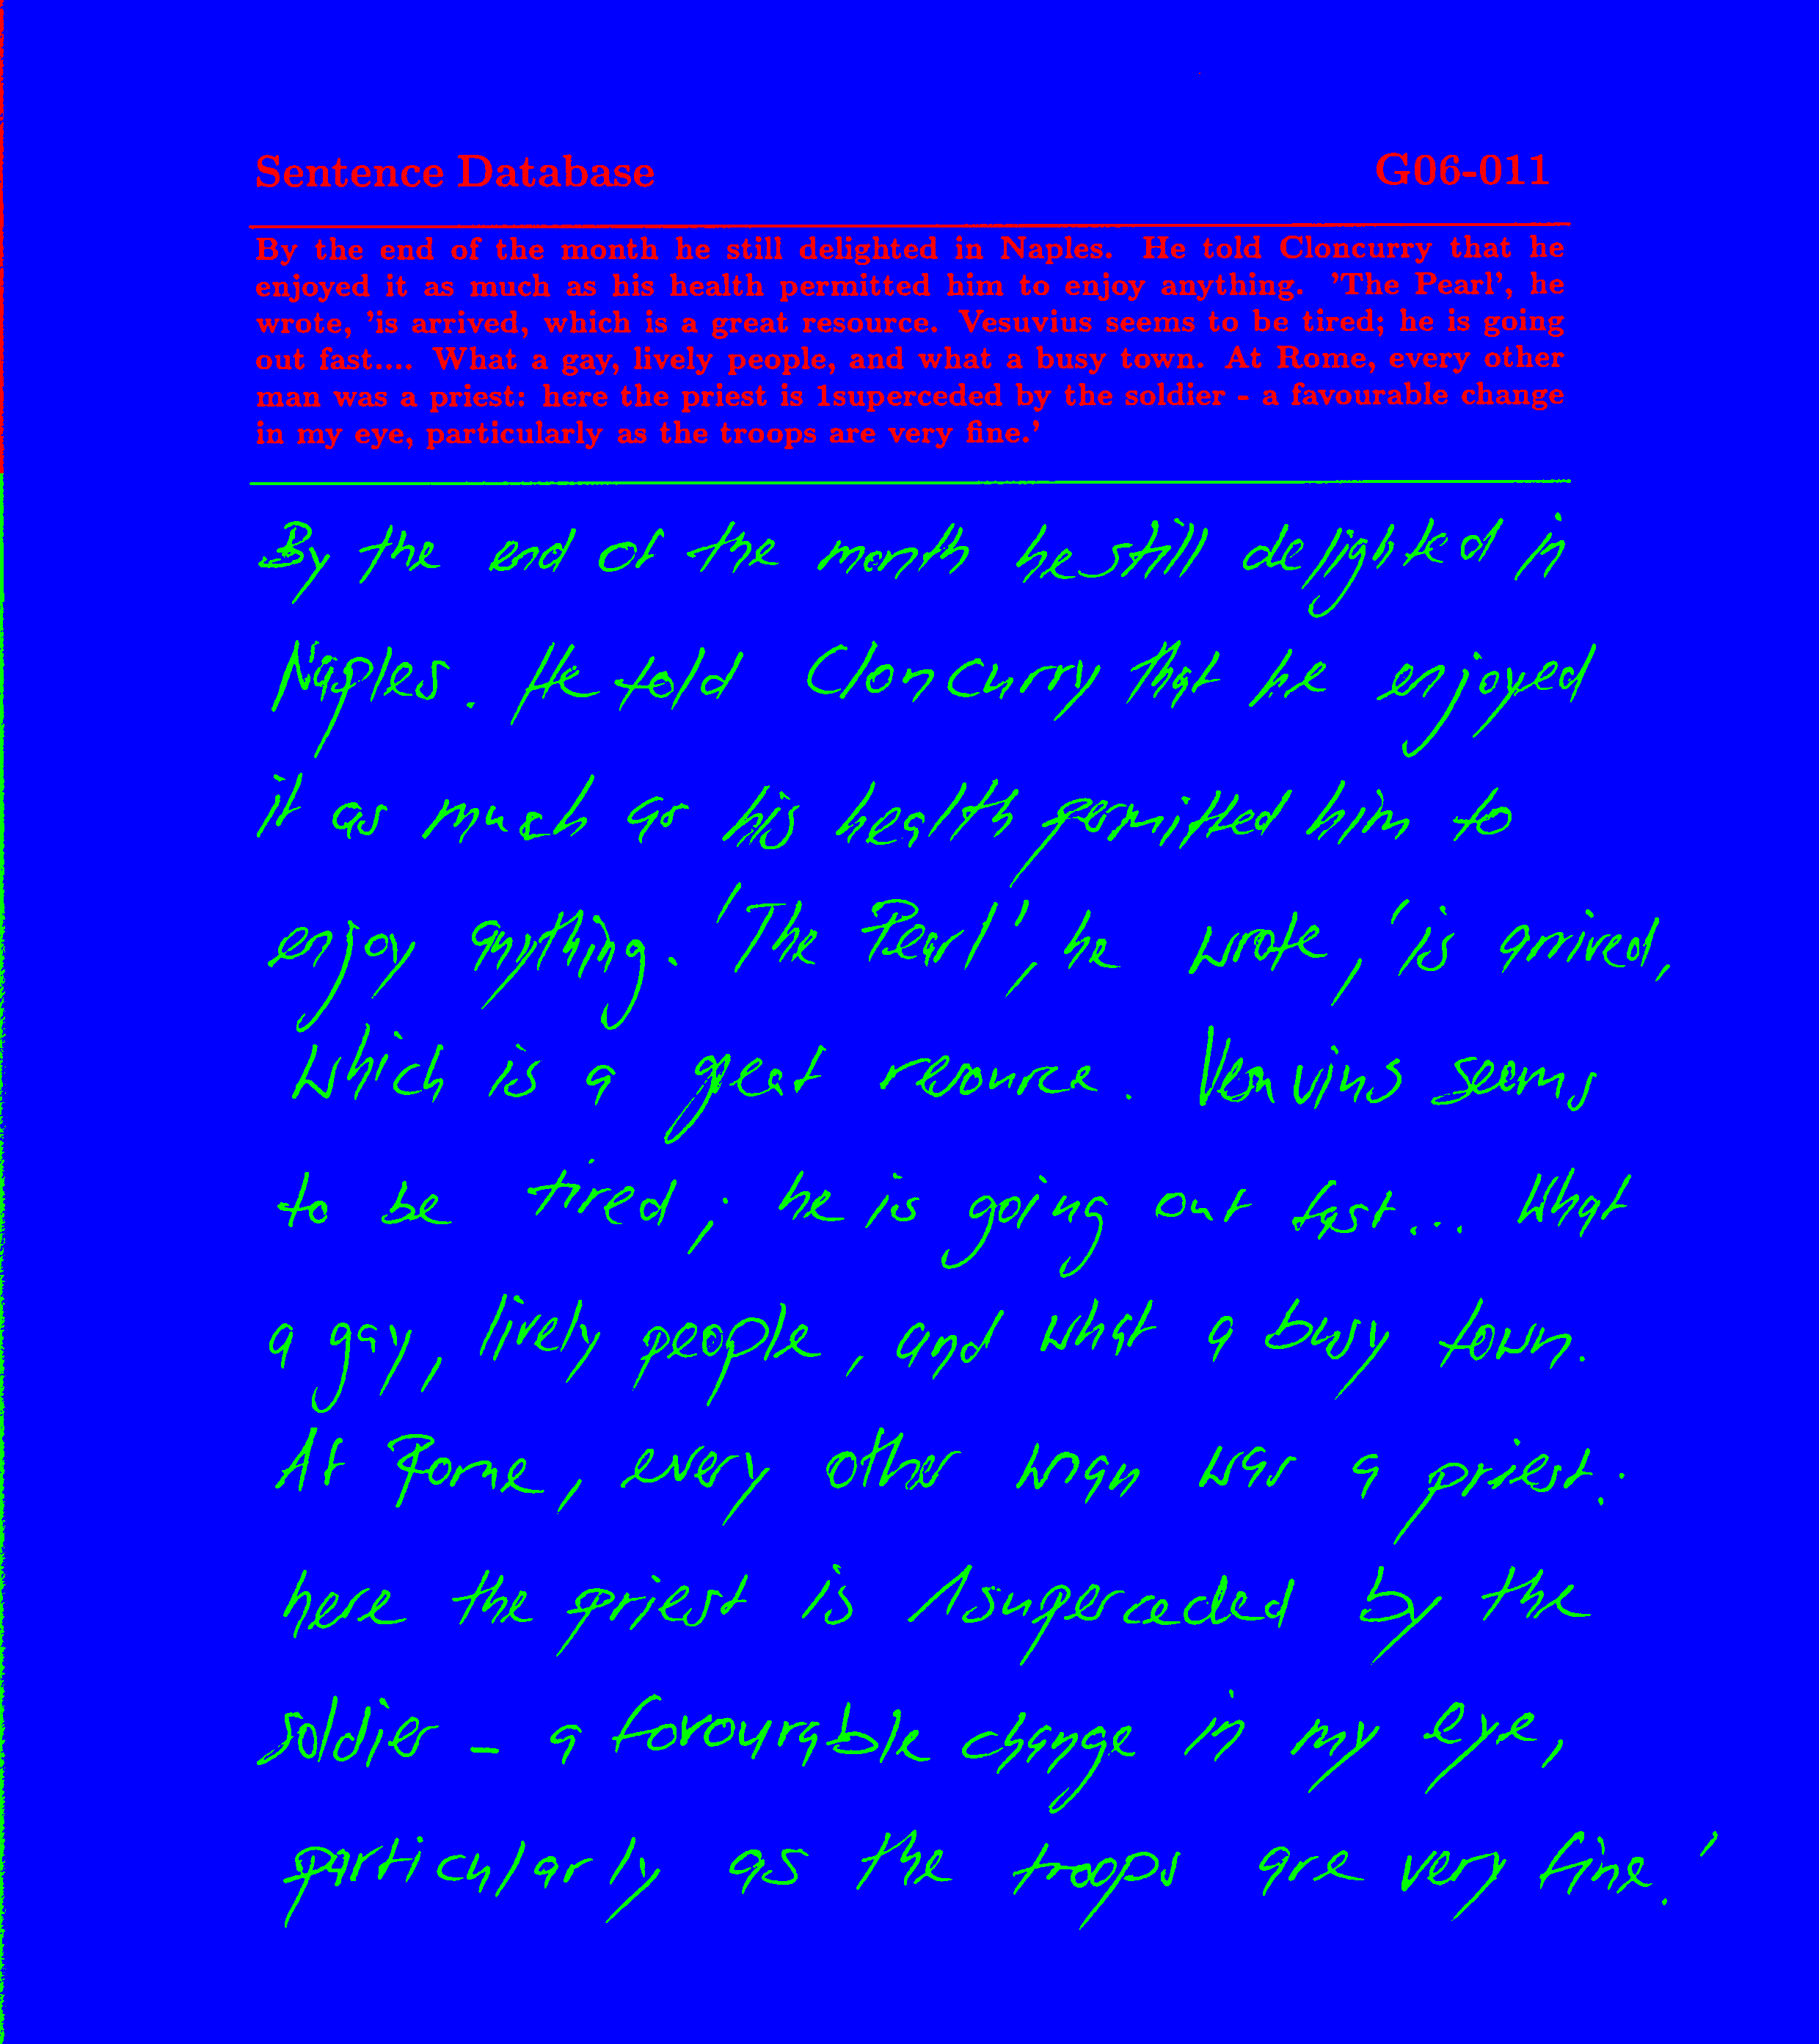 Sentence Database G06-011
By the end of the month he still delighted in Naples. He told Cloncurry that he
enjoyed it as much as his health permitted him to enjoy anything. 'The Pearl', he
wrote, 'is arrived, which is a great resource. Vesuvius seems to be tired; he is going
out fast.... What a gay, lively people, and what a busy town. At Rome, every other
man was a priest: here the priest is 1superceded by the soldier - a favourable change
in my eye, particularly as the troops are very fine.'
By the end of the month he still delighted in
Naples. He told Cloncurry that he enjoyed
it as much as his health permitted him to
enjoy anything. 'The Pearl', he wrote, 'is arrived,
which is a great resource. Vesuvius seems
to be tired; he is going out fast... What
a gay, lively people, and what a busy town.
At Rome, every other man was a priest:
here the priest is 1superceded by the
soldier - a favourable change in my eye,
particularly as the troops are very fine.'